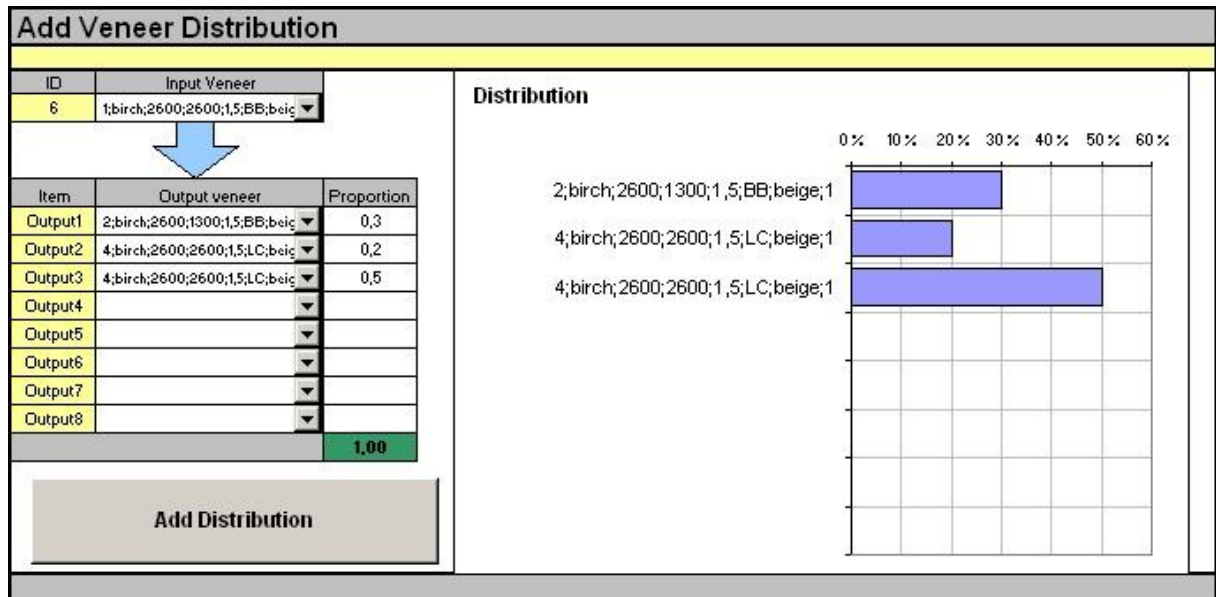 Add Veneer Distribution
ID Input Veneer
6 1;birch;2600;2600;1,5;BB;beig
Item Output veneer Proportion
Output1 2;birch;2600;1300;1,5;BB;beig 0,3
Output2 4;birch;2600;2600;1,5;LC;beig 0,2
Output3 4;birch;2600;2600;1,5;LC;beig 0,5
Output4
Output5
Output6
Output7
Output8
1,00
Add Distribution
Distribution
0% 10% 20% 30% 40% 50% 60%
2;birch;2600;1300;1,5;BB;beige;1
4;birch;2600;2600;1,5;LC;beige;1
4;birch;2600;2600;1,5;LC;beige;1